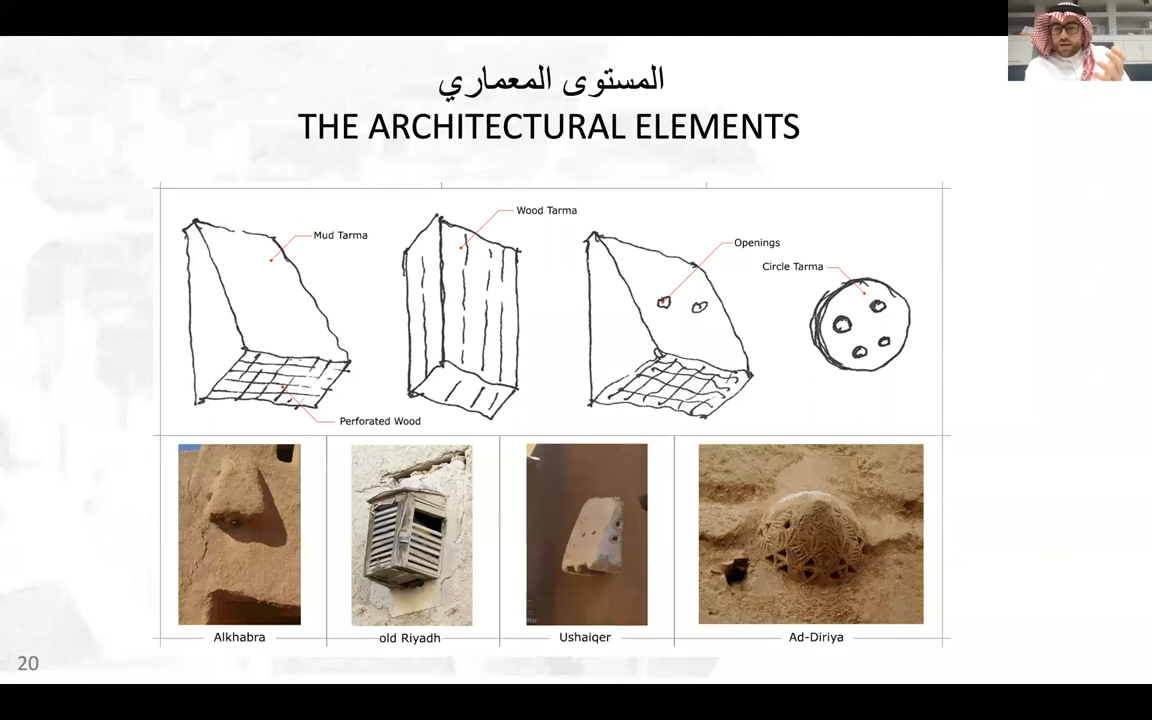 المستوى المعماري
THE ARCHITECTURAL ELEMENTS
Mud Tarma
Wood Tarma
Openings
Circle Tarma
Perforated Wood
Alkhabra
old Riyadh
Ushaiqer
Ad-Diriya
20